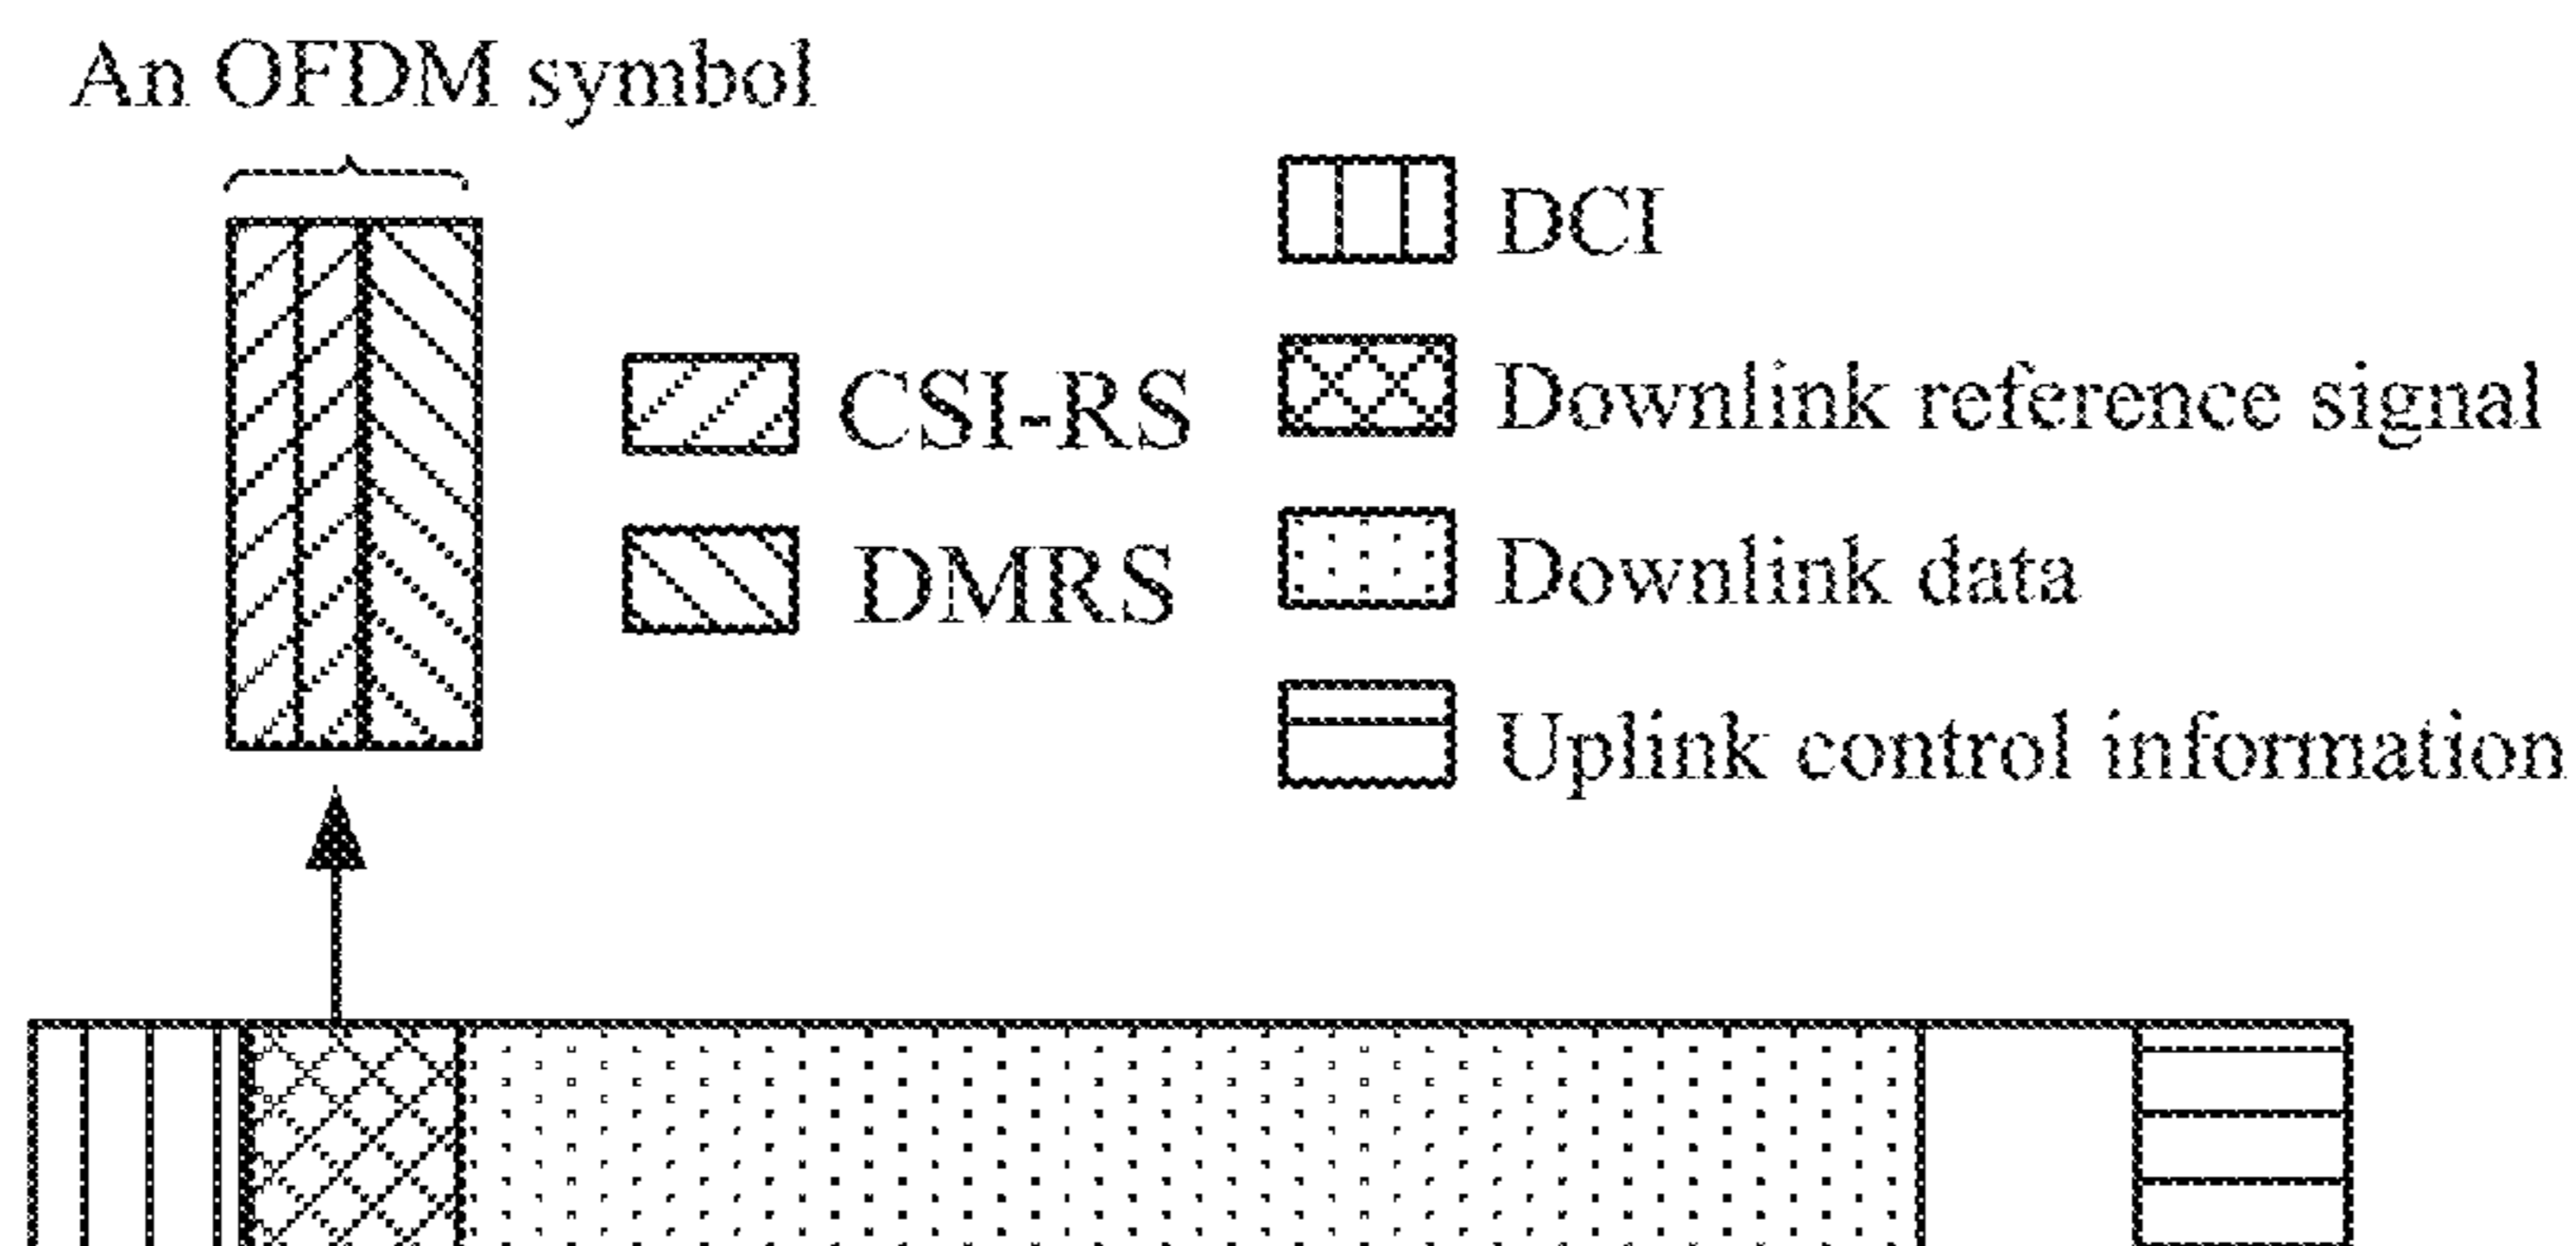 An OFDM symbol
DCI
CSI-RS
Downlink reference signal
DMRS
Downlink data
Uplink control information